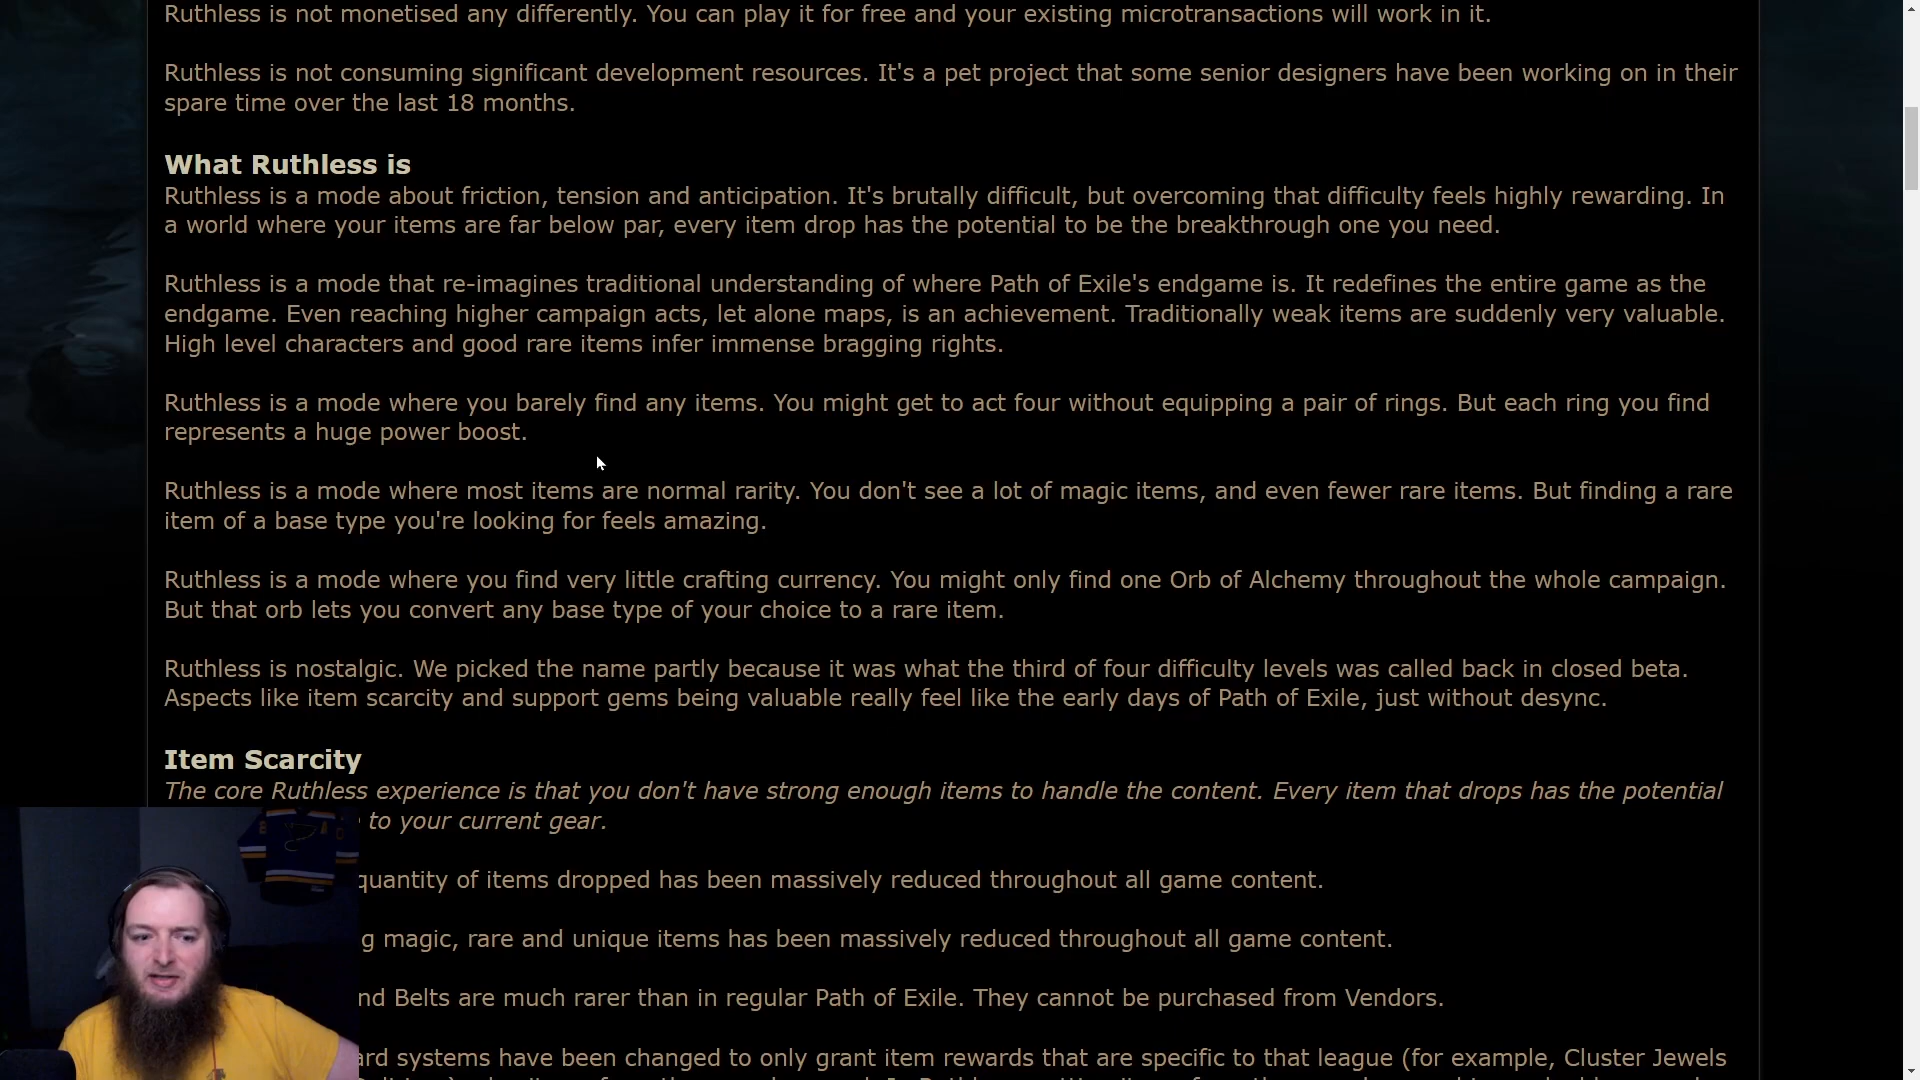 Ruthless is not monetised any differently. You can play it for free and your existing microtransactions will work in it.
Ruthless is not consuming significant development resources. It's a pet project that some senior designers have been working on in their
spare time over the last 18 months.
What Ruthless is
Ruthless is a mode about friction, tension and anticipation. It's brutally difficult, but overcoming that difficulty feels highly rewarding. In
a world where your items are far below par, every item drop has the potential to be the breakthrough one you need.
Ruthless is a mode that re-imagines traditional understanding of where Path of Exile's endgame is. It redefines the entire game as the
endgame. Even reaching higher campaign acts, let alone maps, is an achievement. Traditionally weak items are suddenly very valuable.
High level characters and good rare items infer immense bragging rights.
Ruthless is a mode where you barely find any items. You might get to act four without equipping a pair of rings. But each ring you find
represents a huge power boost.
Ruthless is a mode where most items are normal rarity. You don't see a lot of magic items, and even fewer rare items. But finding a rare
item of a base type you're looking for feels amazing.
Ruthless is a mode where you find very little crafting currency. You might only find one Orb of Alchemy throughout the whole campaign.
But that orb lets you convert any base type of your choice to a rare item.
Ruthless is nostalgic. We picked the name partly because it was what the third of four difficulty levels was called back in closed beta.
Aspects like item scarcity and support gems being valuable really feel like the early days of Path of Exile, just without desync.
Item Scarcity
The core Ruthless experience is that you don't have strong enough items to handle the content. Every item that drops has the potential
to your current gear.
quantity of items dropped has been massively reduced throughout all game content.
g magic, rare and unique items has been massively reduced throughout all game content.
nd Belts are much rarer than in regular Path of Exile. They cannot be purchased from Vendors.
ard systems have been changed to only grant item rewards that are specific to that league (for example, Cluster Jewels